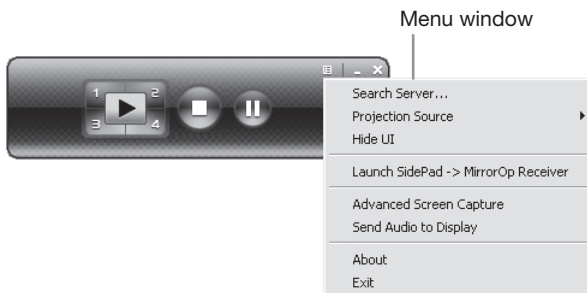 Menu window
1 2
3 4
Search Server...
Projection Source
Hide UI
Launch SidePad -> MirrorOp Receiver
Advanced Screen Capture
Send Audio to Display
About
Exit